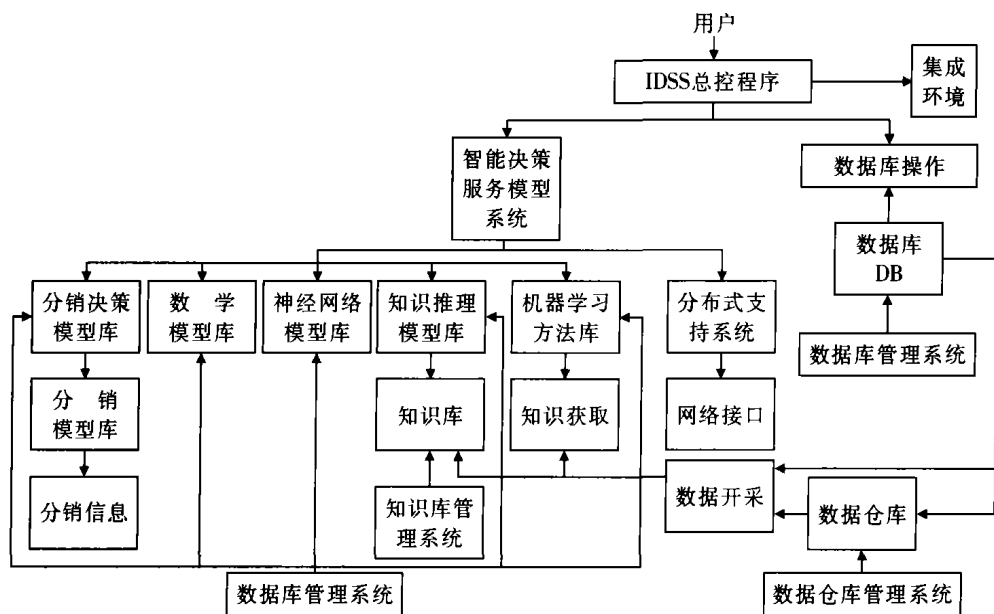 用户
IDSS总控程序
集成
环境
智能决策
服务模型
系统
数据库操作
数据库
DB
数据库管理系统
分销决策
模型库
数 学
模型库
神经网络
模型库
知识推理
模型库
机器学习
方法库
分布式支
持系统
分 销
模型库
知识库
知识获取
网络接口
分销信息
知识库管
理系统
数据开采
数据仓库
数据库管理系统
数据仓库管理系统